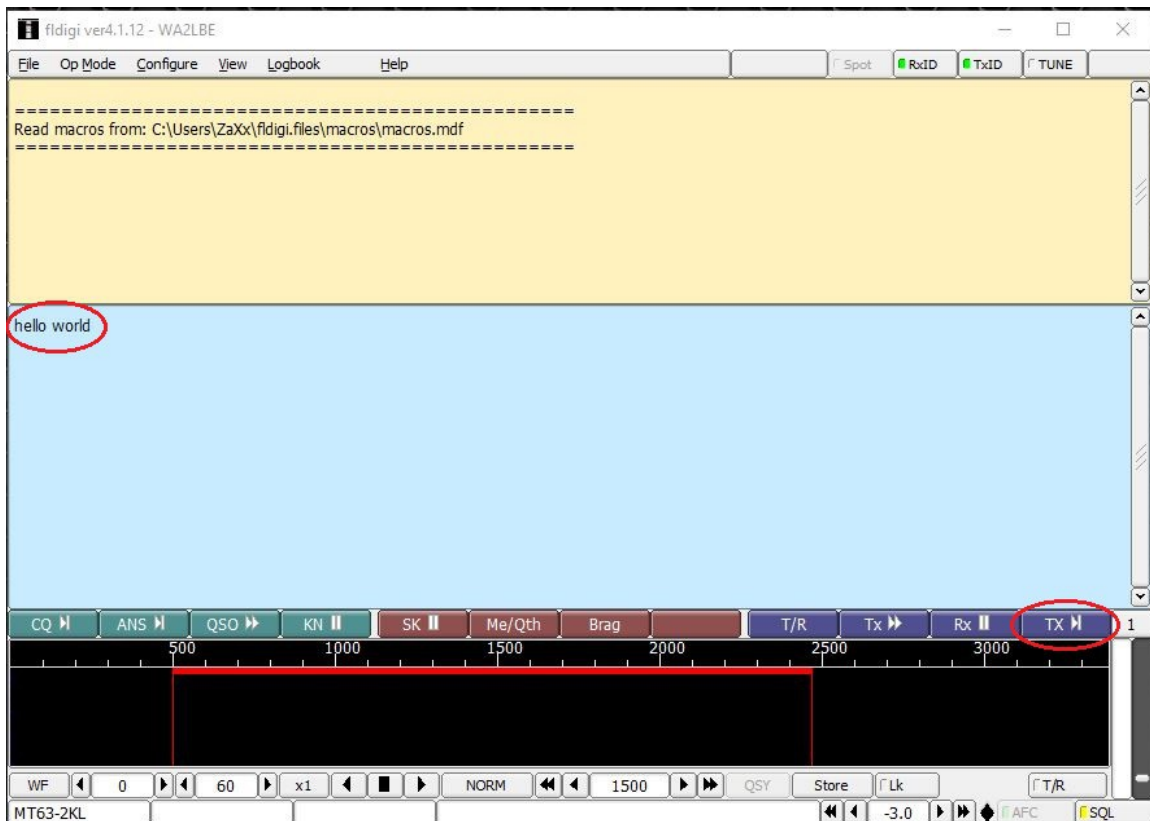 fldigi ver4.1.12 - WA2LBE
File Op Mode Configure View Logbook Help Spot RxID TxID TUNE
==================================================
Read macros from: C:\Users\ZaXx\fldigi.files\macros\macros.mdf
==================================================
hello world
CQ ANS QSO KN SK Me/Qth Brag T/R Tx Rx TX 1
500 1000 1500 2000 2500 3000
WF 0 60 x1 NORM 1500 QSY Store Lk T/R
MT63-2KL -3.0 AFC SQL